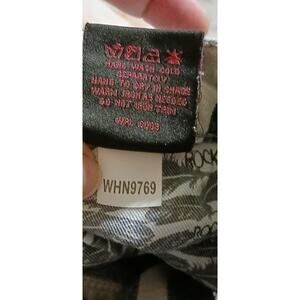 HAND WASH COLD
SEPARATELY
HANG TO DRY IN SHADE
WARM IRON AS NEEDED
DO NOT IRON TRIM
WHN9769
ROCK
ROCK